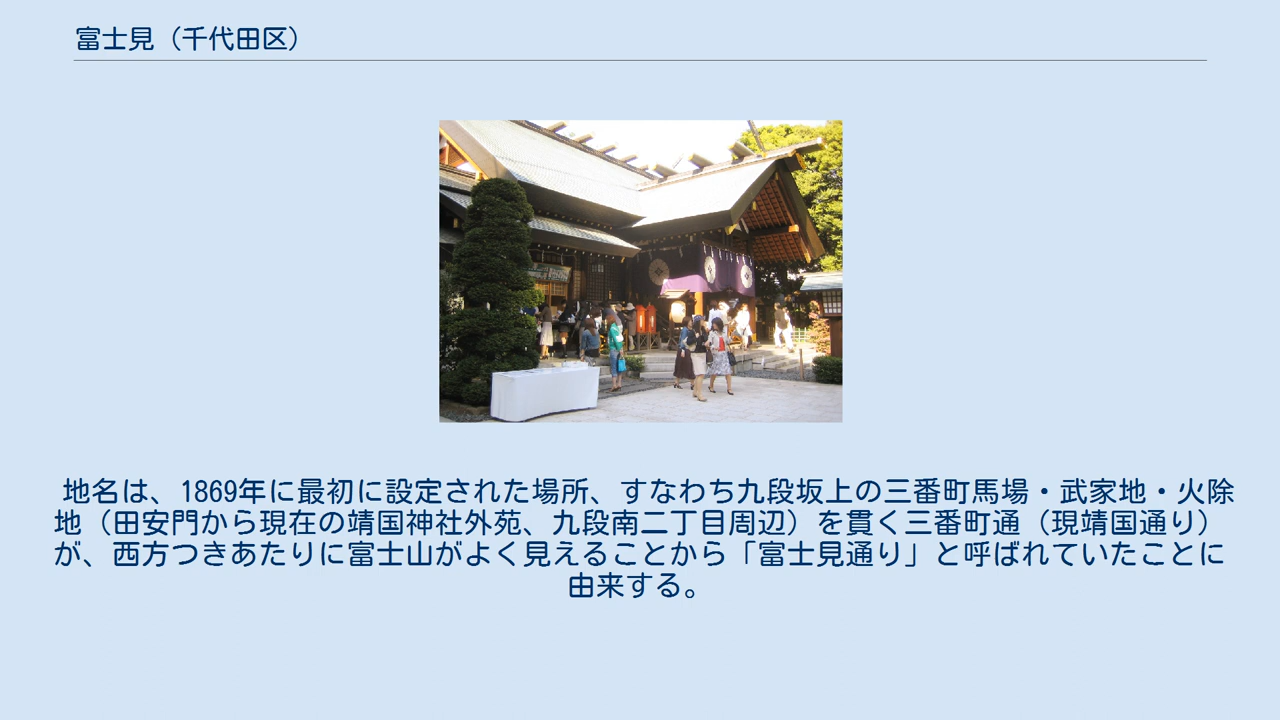 富士見（千代田区）
地名は、1869年に最初に設定された場所、すなわち九段坂上の三番町馬場・武家地・火除
地（田安門から現在の靖国神社外苑、九段南二丁目周辺）を貫く三番町通（現靖国通り）
が、西方つきあたりに富士山がよく見えることから「富士見通り」と呼ばれていたことに
由来する。